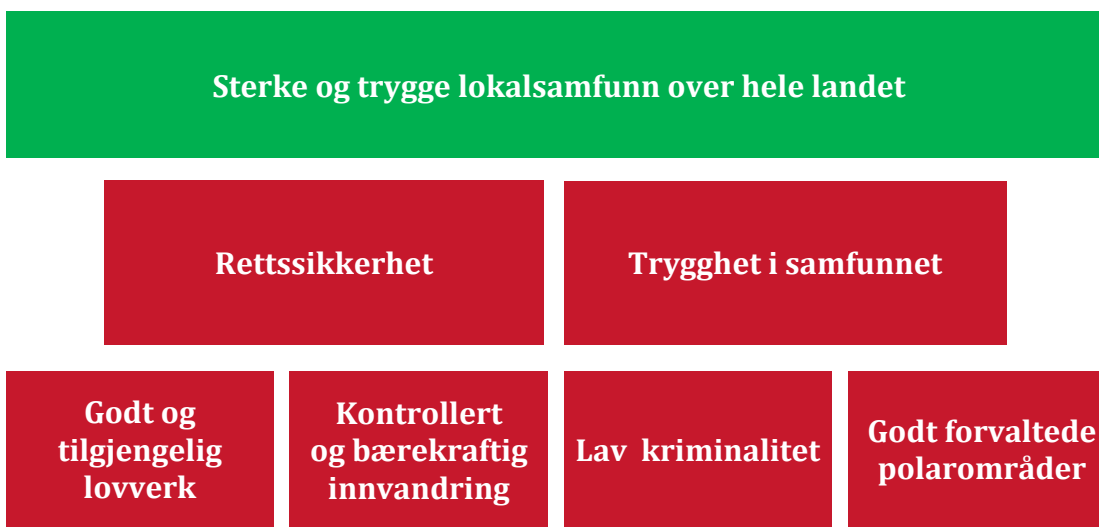 Sterke og trygge lokalsamfunn over hele landet
Rettssikkerhet
Trygghet i samfunnet
Godt og
tilgjengelig
lovverk
Kontrollert
og bærekraftig
innvandring
Lav kriminalitet
Godt forvaltede
polarområder